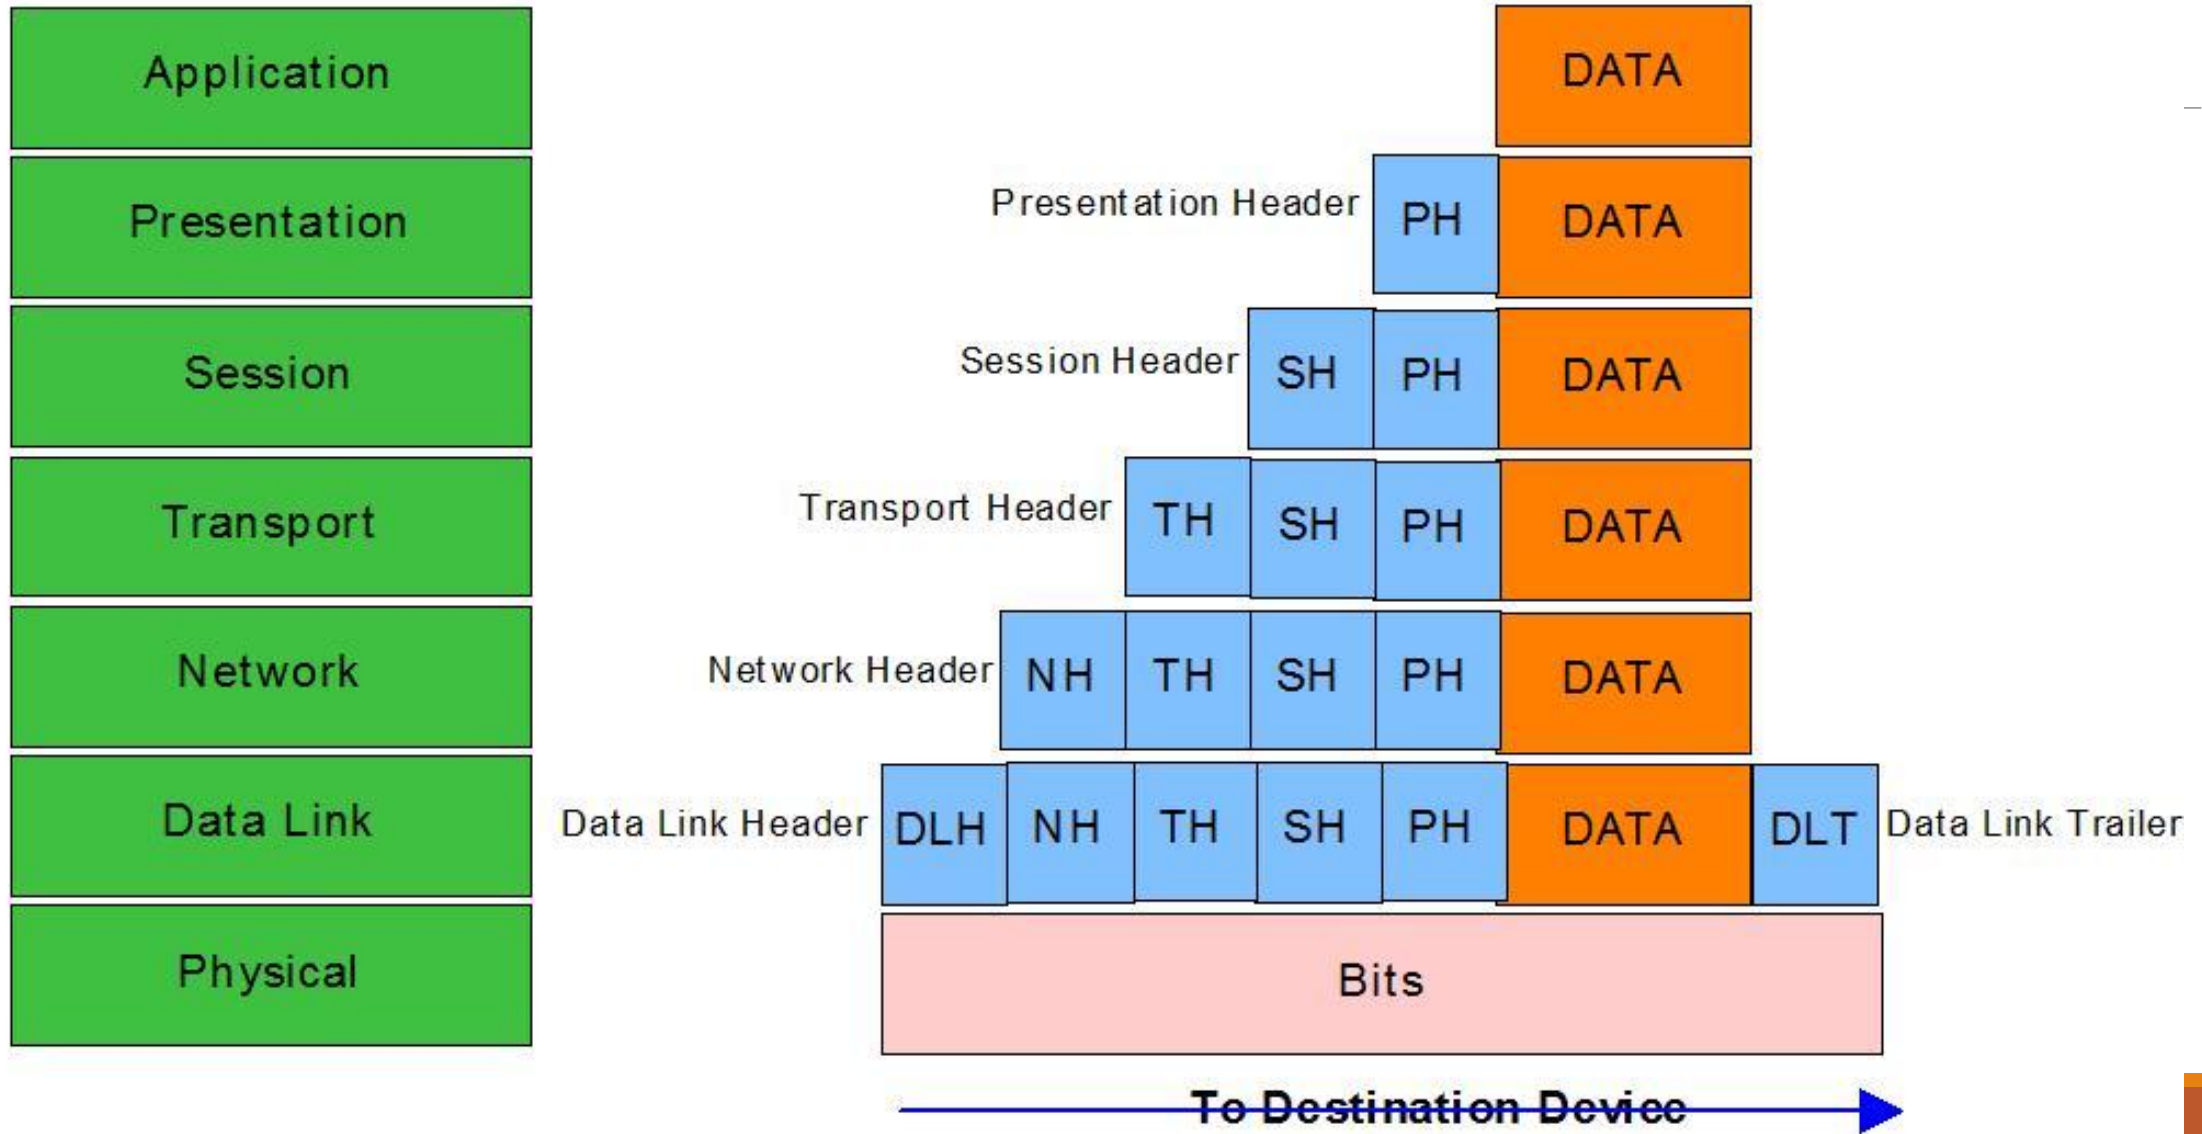 Application DATA
Presentation Presentation Header PH DATA
Session Session Header SH PH DATA
Transport Transport Header TH SH PH DATA
Network Network Header NH TH SH PH DATA
Data Link Data Link Header DLH NH TH SH PH DATA DLT Data Link Trailer
Physical Bits
To Destination Device